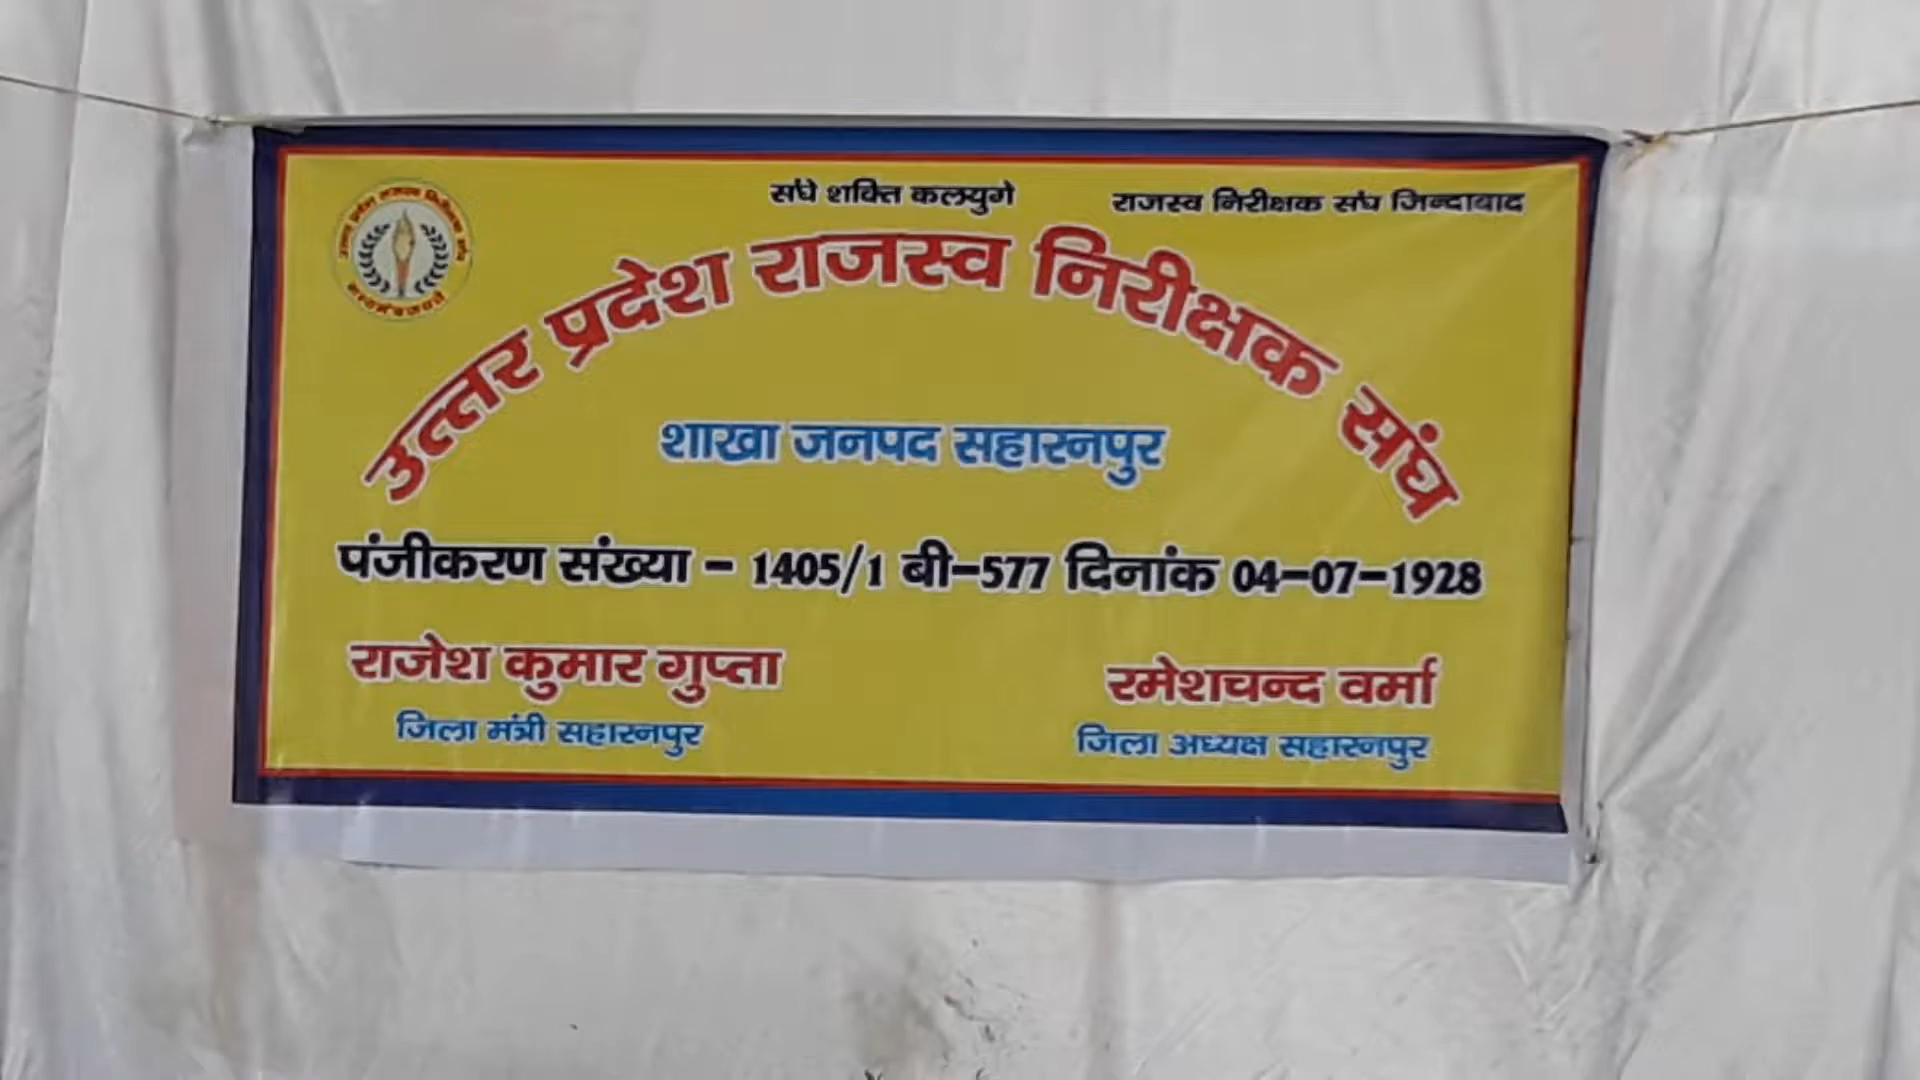 संघे शक्ति कलयुगे
राजस्व निरीक्षक संघ जिन्दाबाद
उत्तर प्रदेश राजस्व निरीक्षक संघ
शाखा जनपद सहारनपुर
पंजीकरण संख्या – 1405/1 बी–577 दिनांक 04–07–1928
राजेश कुमार गुप्ता
जिला मंत्री सहारनपुर
रमेशचन्द वर्मा
जिला अध्यक्ष सहारनपुर